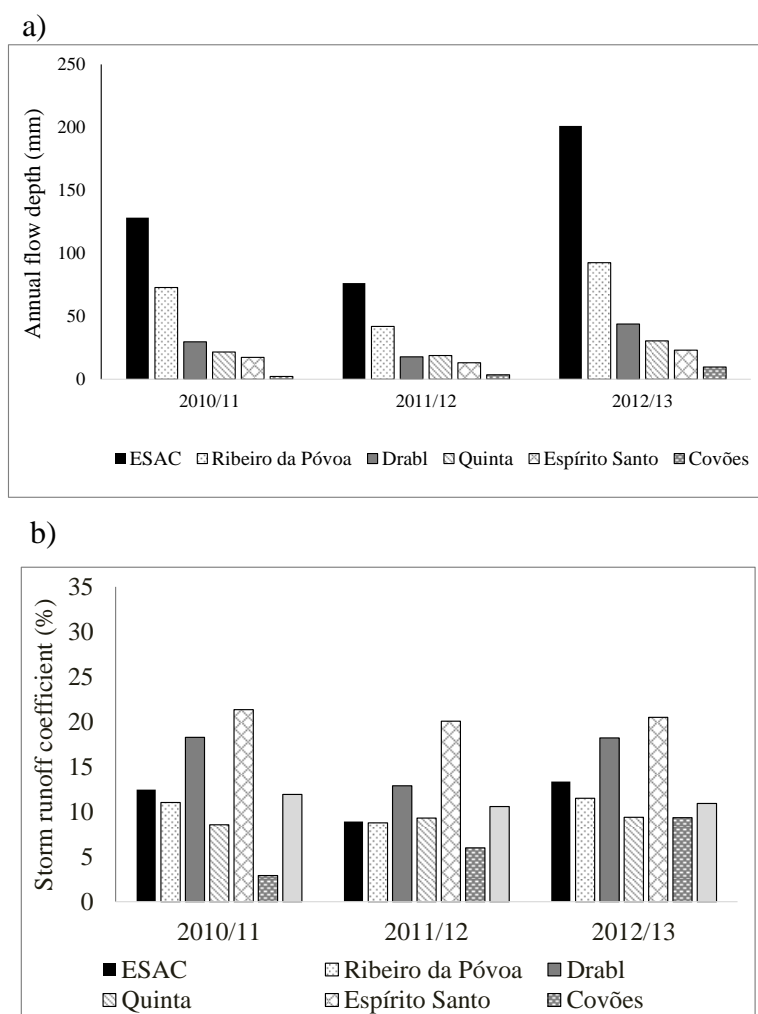 a)
Annual flow depth (mm)
250
200
150
100
50
0
2010/11 2011/12 2012/13
ESAC Ribeiro da Póvoa Drabl Quinta Espírito Santo Covões
b)
Storm runoff coefficient (%)
35
30
25
20
15
10
5
0
2010/11 2011/12 2012/13
ESAC Ribeiro da Póvoa Drabl
Quinta Espírito Santo Covões